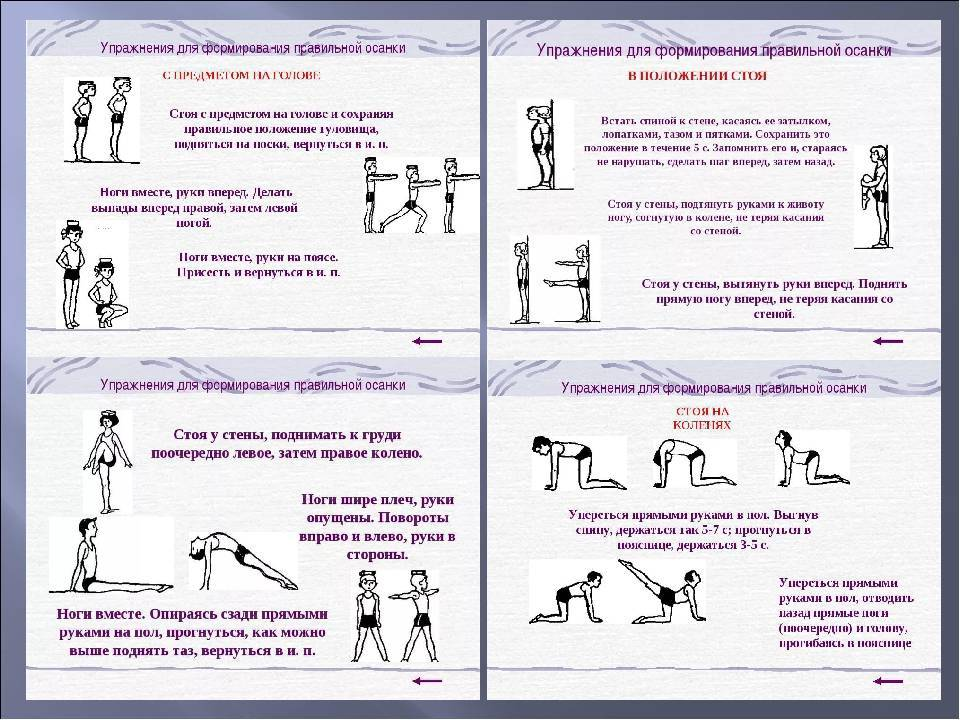 Упражнения для формирования правильной осанки
С ПРЕДМЕТОМ НА ГОЛОВЕ
Стоя с предметом на голове и сохраняя
правильное положение туловища,
подняться на носки, вернуться в и. п.
Ноги вместе, руки вперед. Делать
выпады вперед правой, затем левой
ногой.
Ноги вместе, руки на поясе.
Присесть и вернуться в и. п.
Упражнения для формирования правильной осанки
В ПОЛОЖЕНИИ СТОЯ
Встать спиной к стене, касаясь ее затылком,
лопатками, тазом и пятками. Сохранить это
положение в течение 5 с. Запомнить его и, стараясь
не нарушать, сделать шаг вперед, затем назад.
Стоя у стены, подтянуть руками к животу
ногу, согнутую в колене, не теряя касания
со стеной.
Стоя у стены, вытянуть руки вперед. Поднять
прямую ногу вперед, не теряя касания со
стеной.
Упражнения для формирования правильной осанки
Стоя у стены, поднимать к груди
поочередно левое, затем правое колено.
Ноги шире плеч, руки
опущены. Повороты
вправо и влево, руки в
стороны.
Ноги вместе. Опираясь сзади прямыми
руками на пол, прогнуться, как можно
выше поднять таз, вернуться в и. п.
Упражнения для формирования правильной осанки
СТОЯ НА
КОЛЕНЯХ
Упереться прямыми руками в пол. Выгнув
спину, держаться так 5-7 с; прогнуться в
пояснице, держаться 3-5 с.
Упереться прямыми
руками в пол, отводить
назад прямые ноги
(поочередно) и голову,
прогибаясь в пояснице